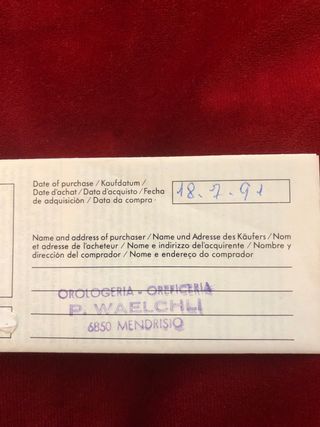 Date of purchase / Kaufdatum /
Date d'achat / Data d'acquisto / Fecha
de adquisición / Data da compra ·
18.7.91
Name and address of purchaser / Name und Adresse des Käufers / Nom
et adresse de l'acheteur / Nome e indirizzo dell'acquirente / Nombre y
dirección del comprador / Nome e endereço do comprador
OROLOGERIA - OREFICERIA
P. WAELCHLI
6850 MENDRISIO